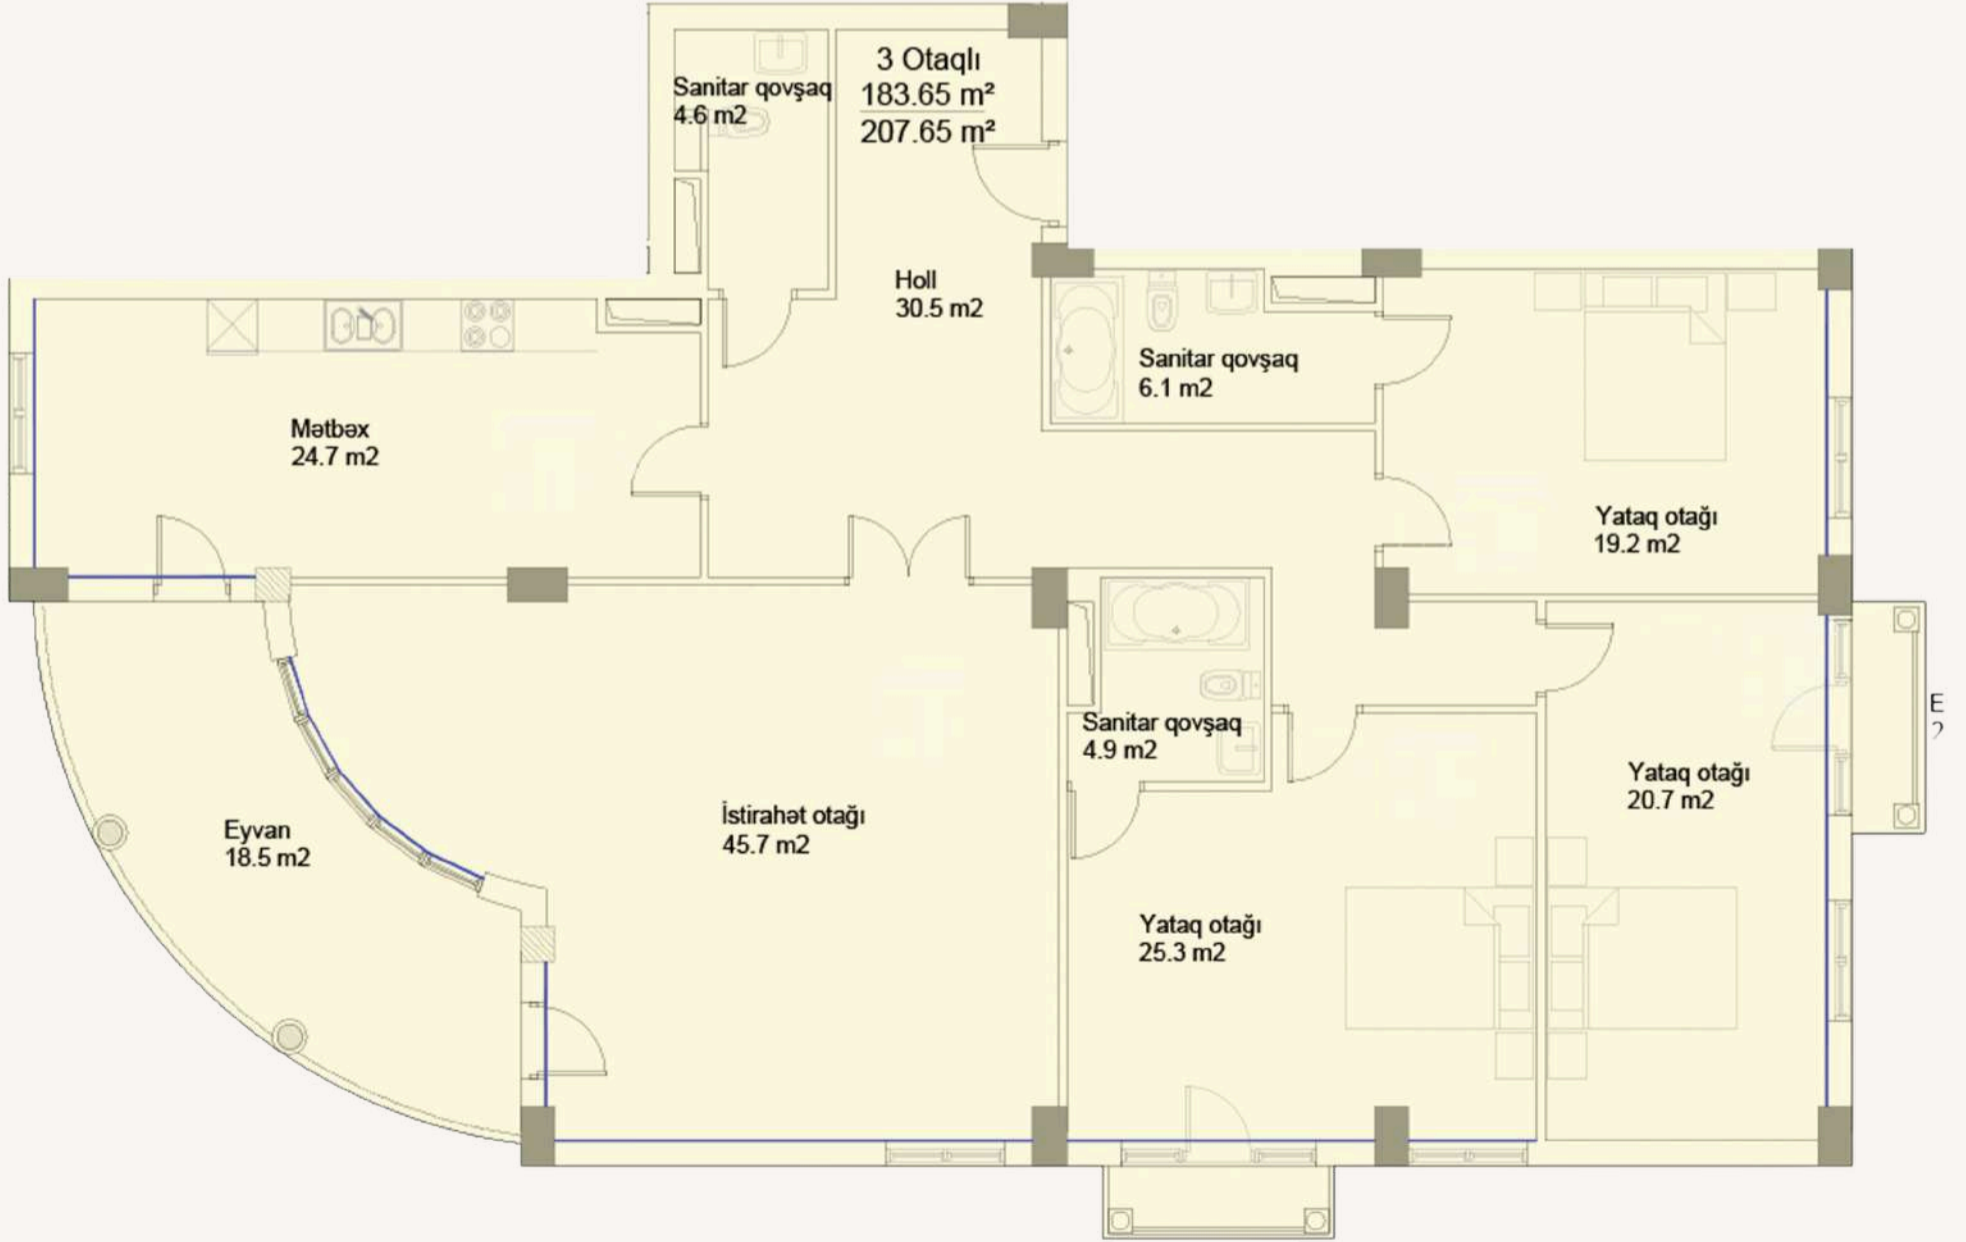 Sanitar qovşaq
4.6 m2
3 Otaqlı
183.65 m²
207.65 m²
Holl
30.5 m2
Sanitar qovşaq
6.1 m2
Mətbəx
24.7 m2
Yataq otağı
19.2 m2
Sanitar qovşaq
4.9 m2
Yataq otağı
20.7 m2
E
2
Eyvan
18.5 m2
İstirahət otağı
45.7 m2
Yataq otağı
25.3 m2